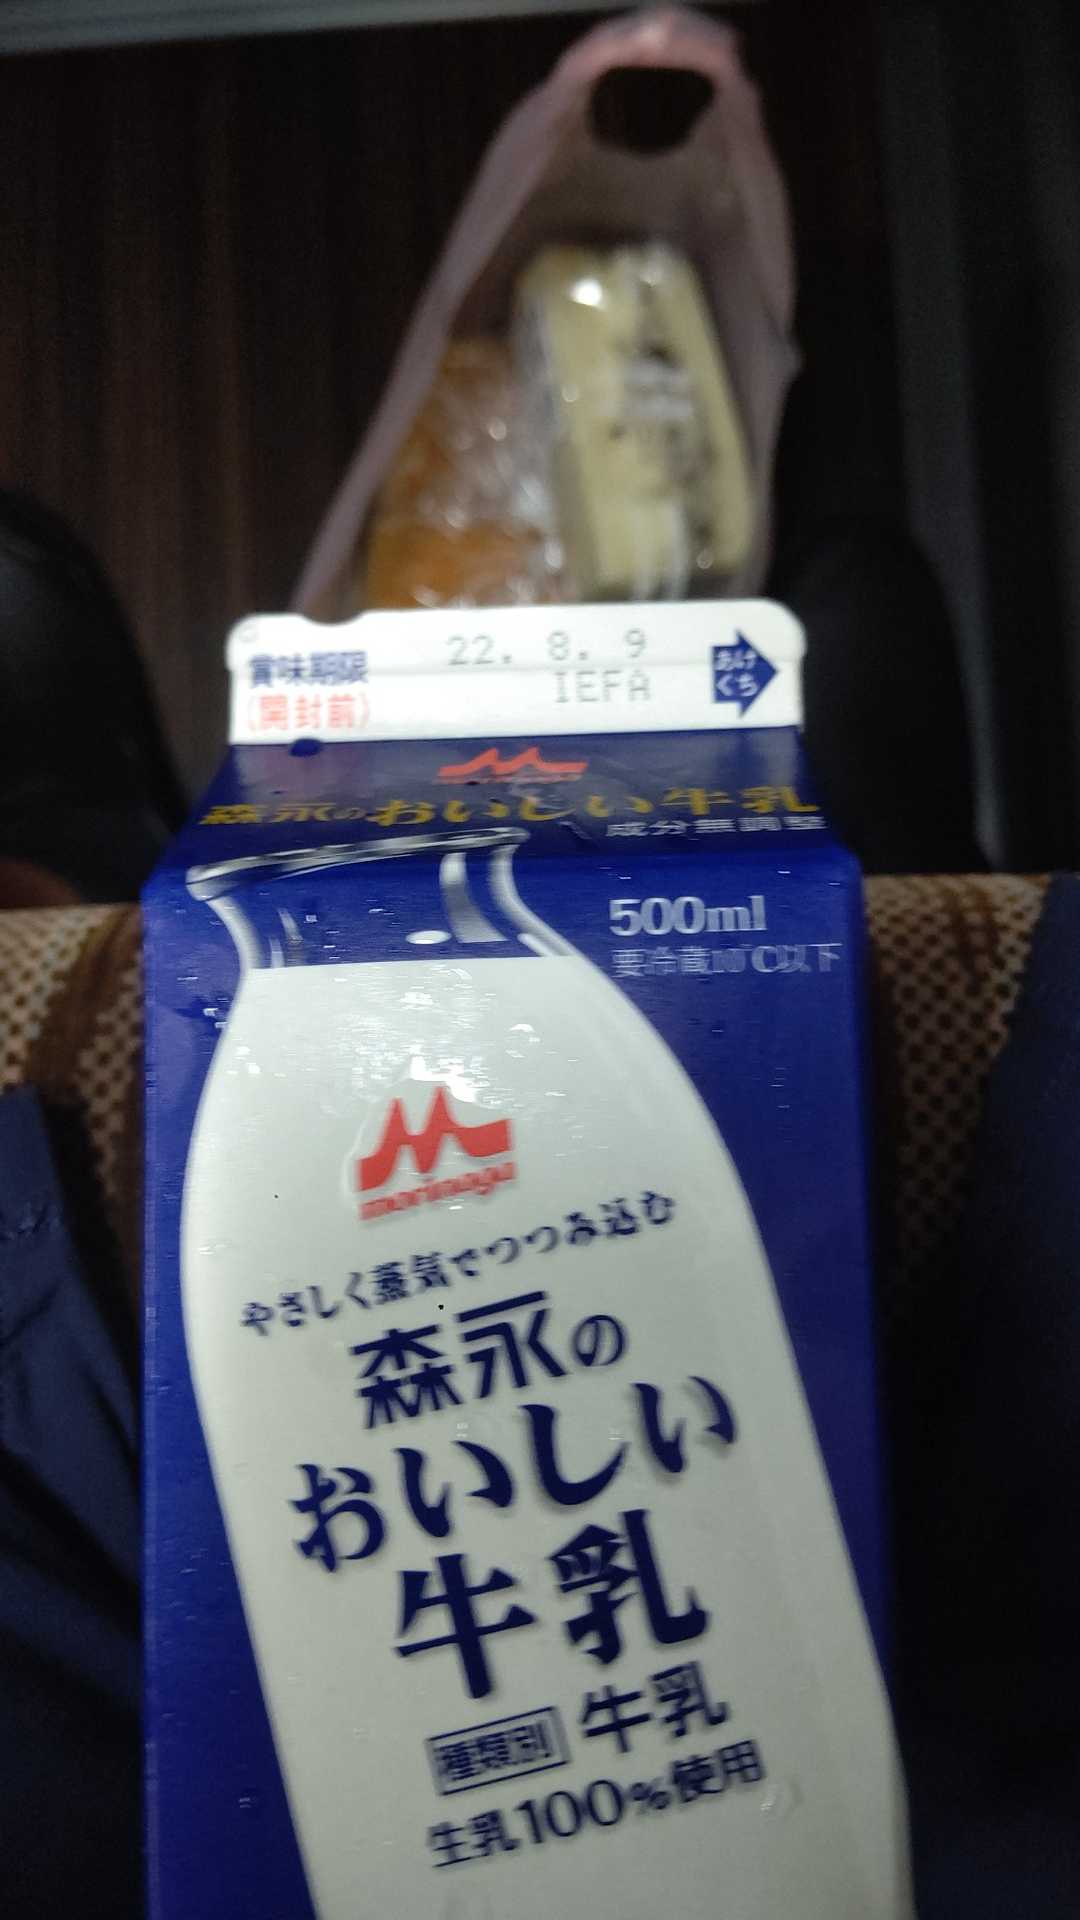 賞味期限
(開封前)
22. 8. 9
IEFA
あけ
ぐち
森永のおいしい牛乳
成分無調整
500ml
要冷蔵10℃以下
morinaga
やさしく蒸気でつつみ込む
森永の
おいしい
牛乳
種類別 牛乳
生乳100%使用